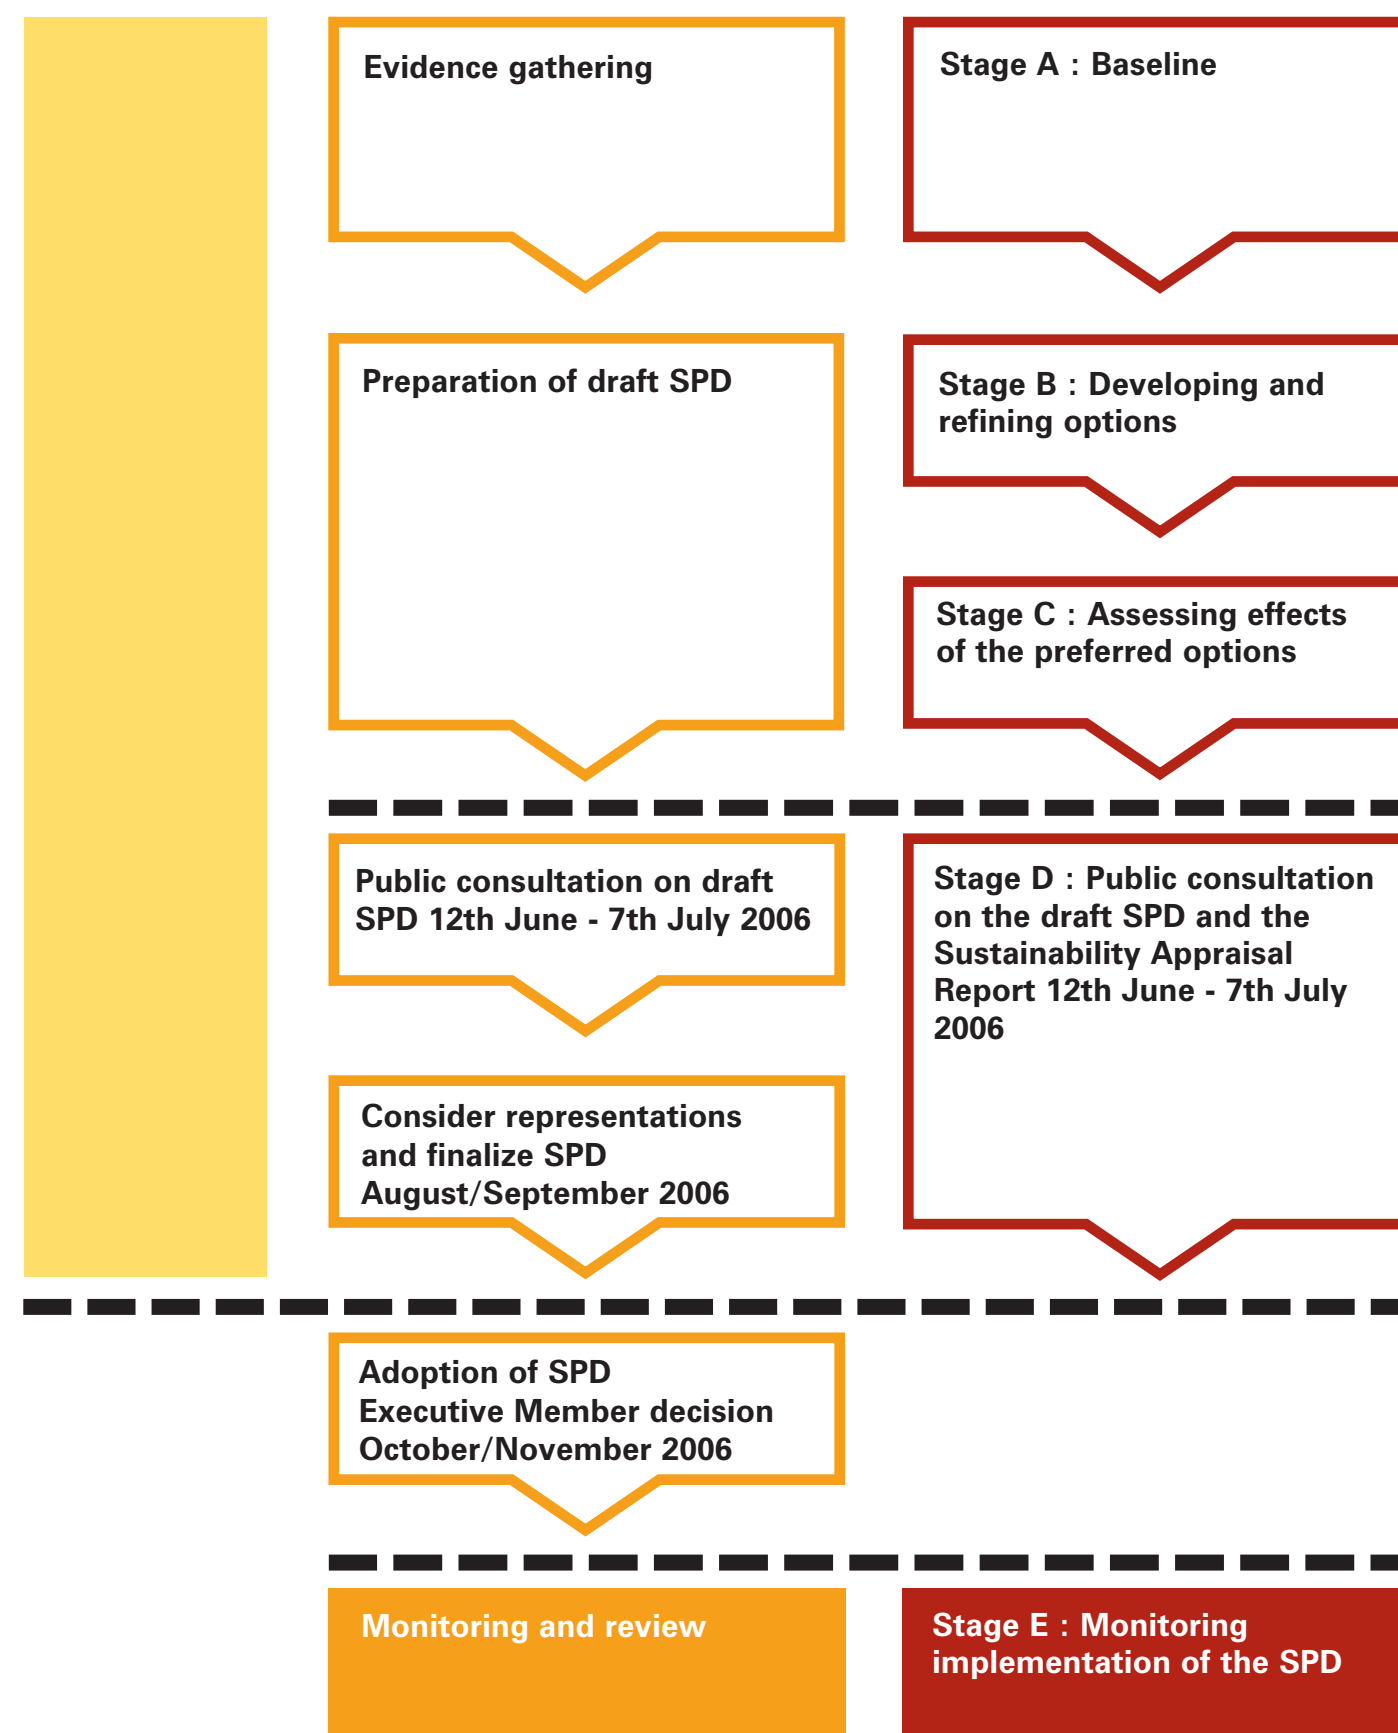 Evidence gathering
Stage A : Baseline
Preparation of draft SPD
Stage B : Developing and
refining options
Stage C : Assessing effects
of the preferred options
Public consultation on draft
SPD 12th June - 7th July 2006
Stage D : Public consultation
on the draft SPD and the
Sustainability Appraisal
Report 12th June - 7th July
2006
Consider representations
and finalize SPD
August/September 2006
Adoption of SPD
Executive Member decision
October/November 2006
Monitoring and review
Stage E : Monitoring
implementation of the SPD